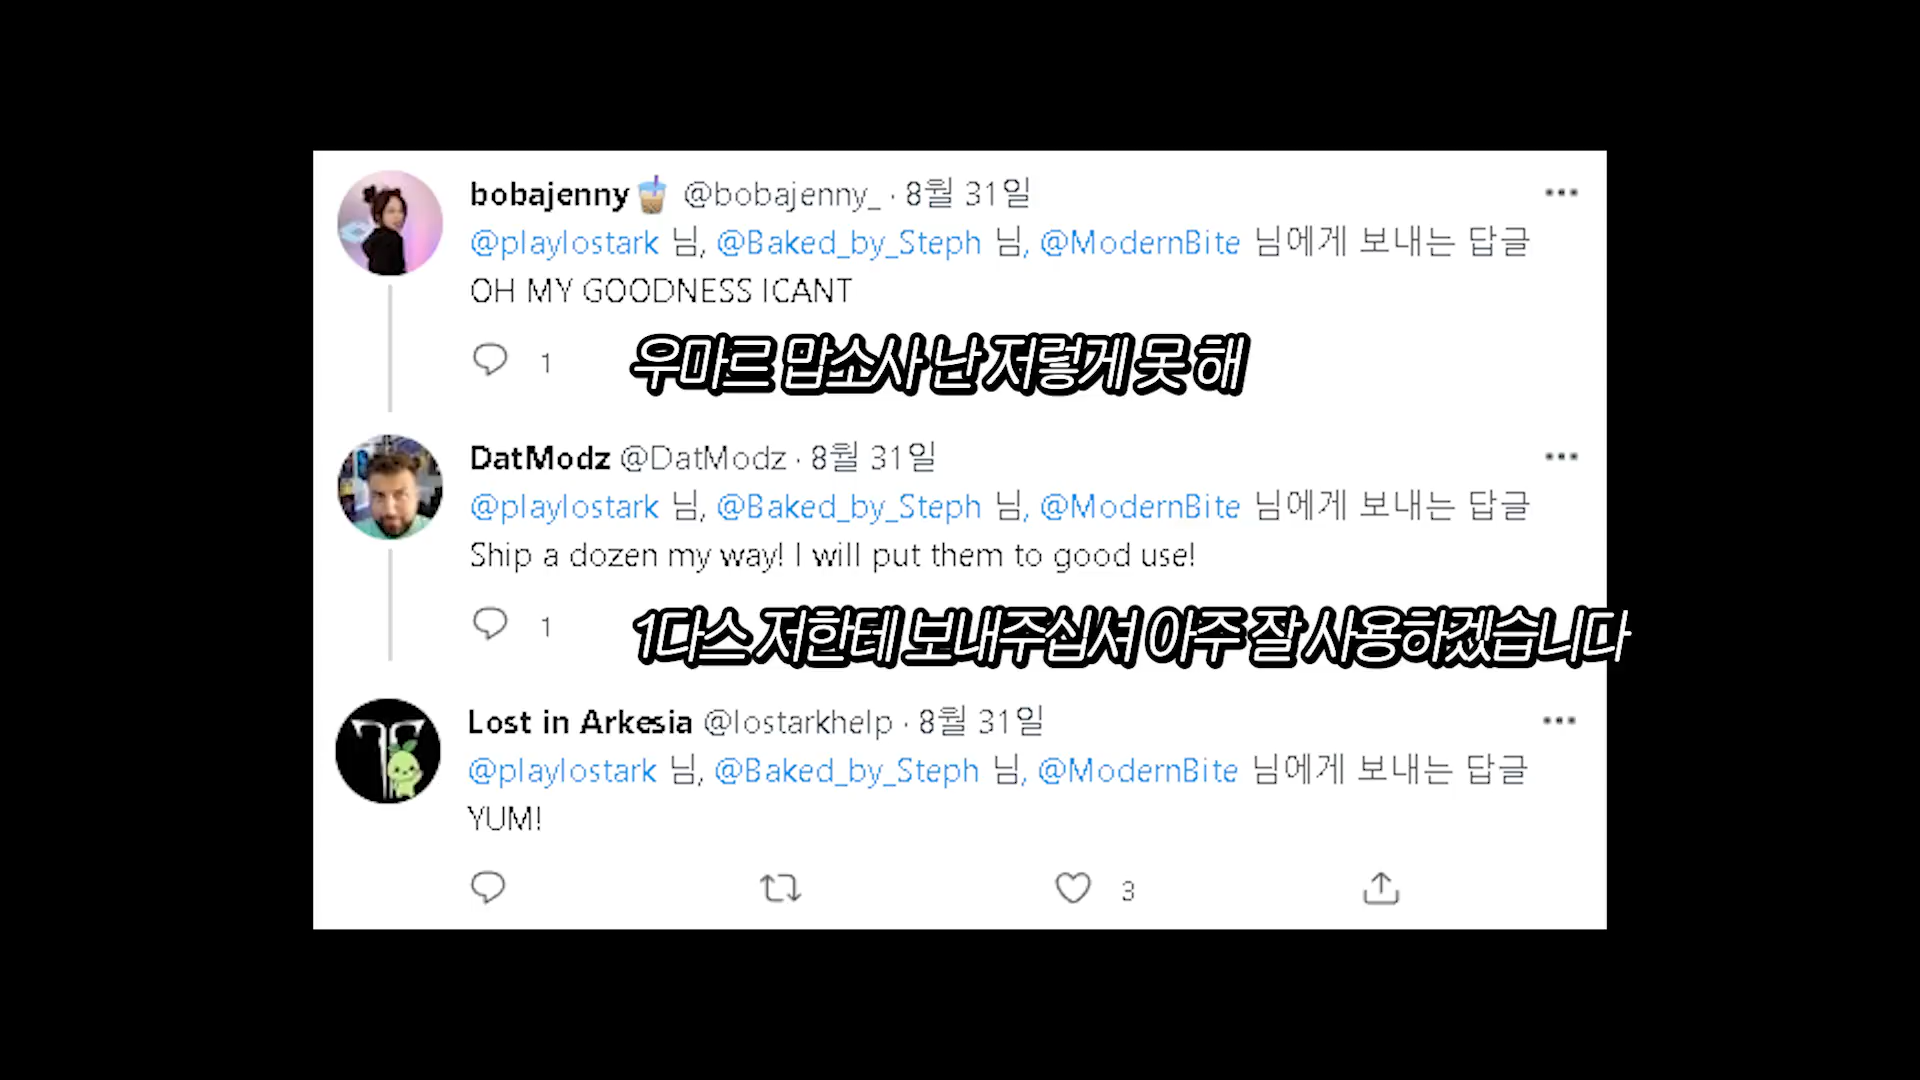 bobajenny🧋 @bobajenny_ · 8월 31일
@playlostark 님, @Baked_by_Steph 님, @ModernBite 님에게 보내는 답글
OH MY GOODNESS ICANT
1
우마르 맙소사 난 저렇게 못 해
DatModz @DatModz · 8월 31일
@playlostark 님, @Baked_by_Steph 님, @ModernBite 님에게 보내는 답글
Ship a dozen my way! I will put them to good use!
1
1다스 저한테 보내주십셔 아주 잘 사용하겠습니다
Lost in Arkesia @lostarkhelp · 8월 31일
@playlostark 님, @Baked_by_Steph 님, @ModernBite 님에게 보내는 답글
YUM!
3